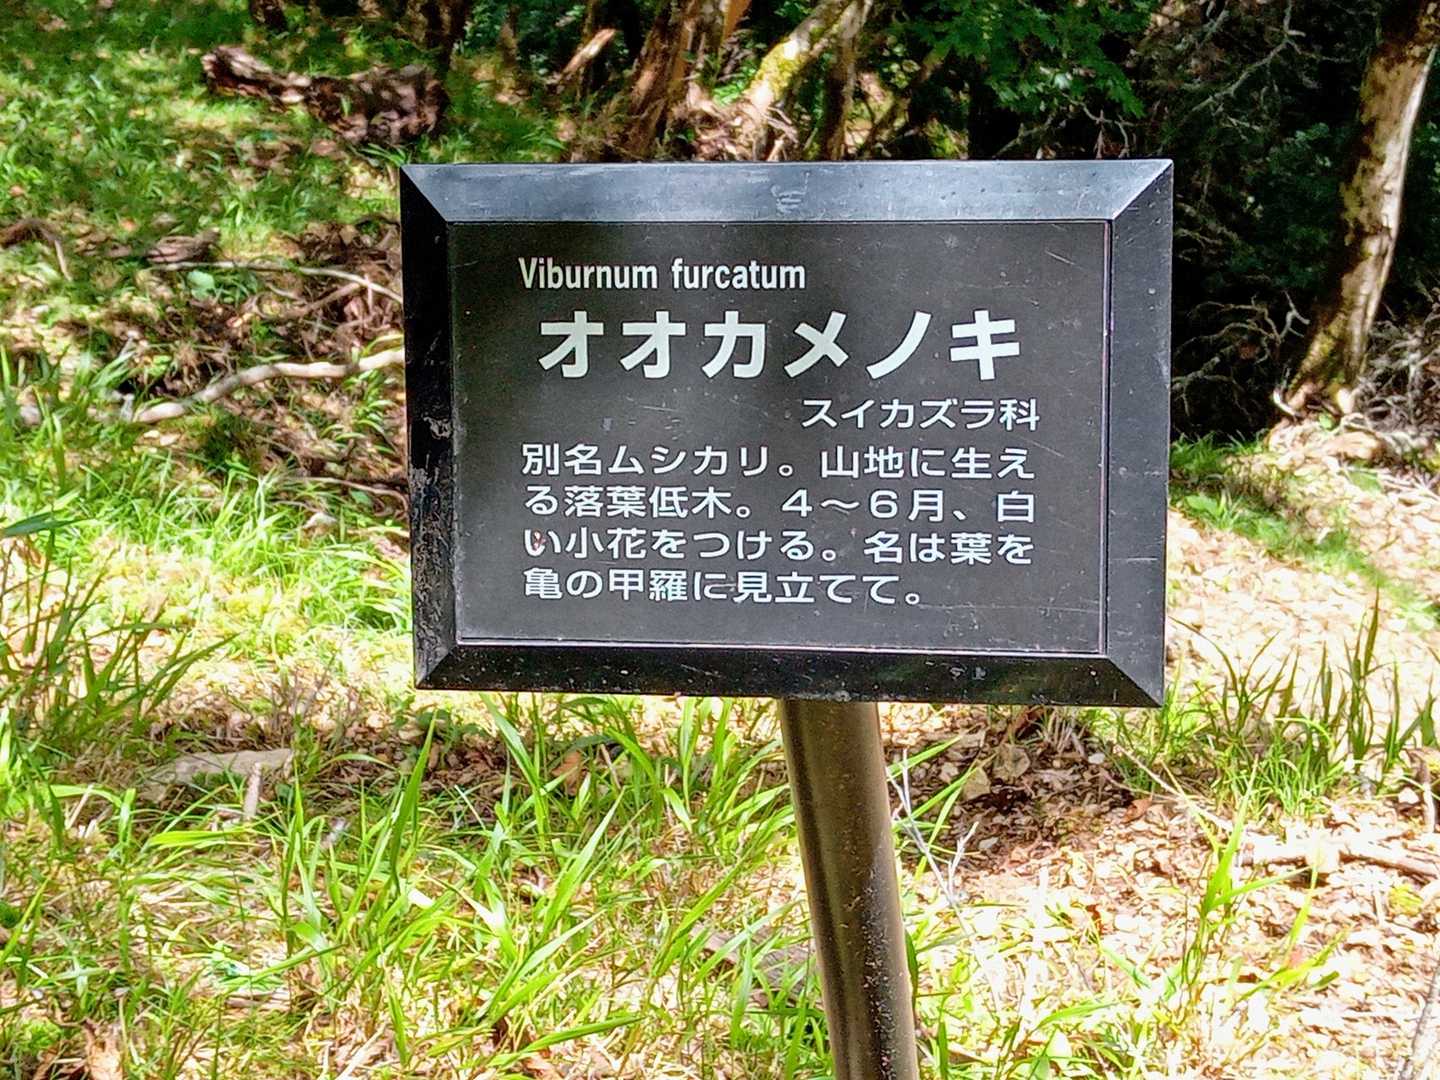 Viburnum furcatum
オオカメノキ
スイカズラ科
別名ムシカリ。山地に生え
る落葉低木。４～６月、白
い小花をつける。名は葉を
亀の甲羅に見立てて。